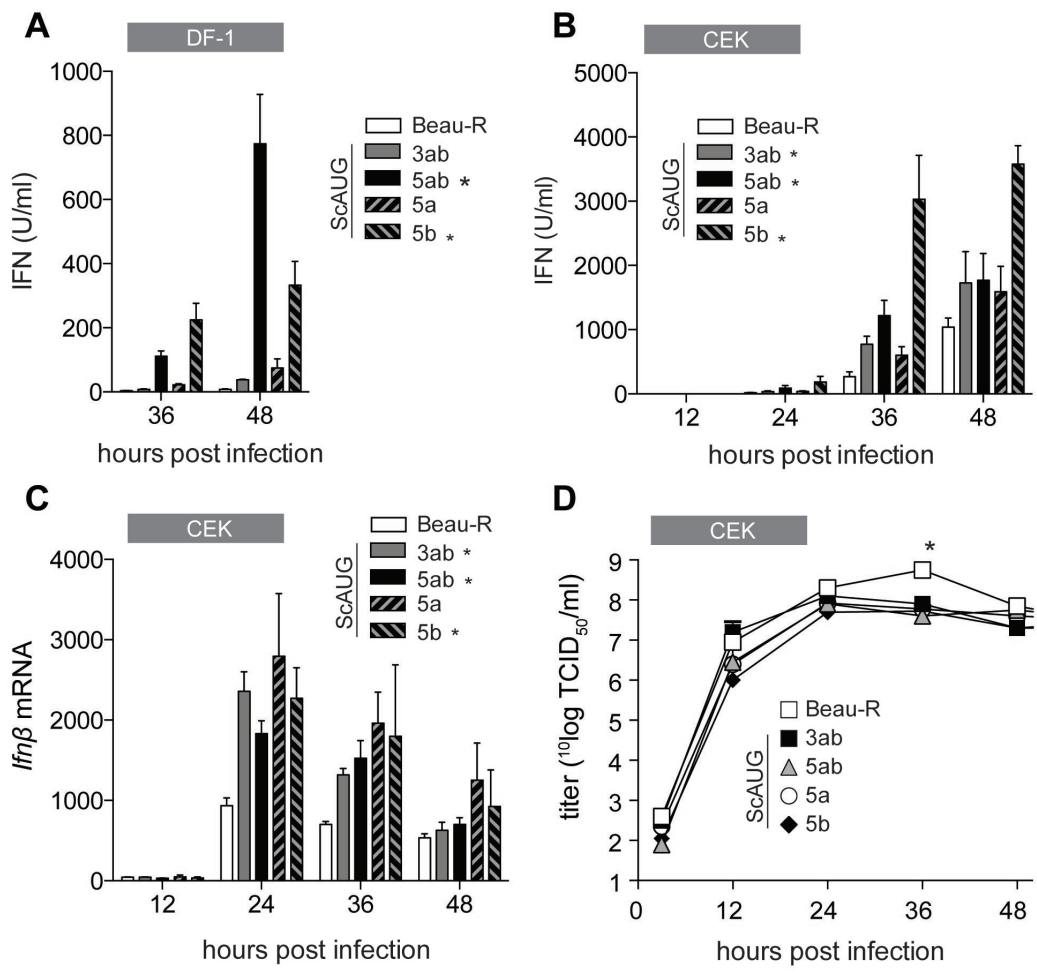 A
DF-1
1000
800
600
400
200
0
IFN (U/ml)
36 48
hours post infection
Beau-R
3ab
5ab *
5a
5b *
ScAUG
B
CEK
5000
4000
3000
2000
1000
0
IFN (U/ml)
12 24 36 48
hours post infection
Beau-R
3ab *
5ab *
5a
5b *
ScAUG
C
CEK
4000
3000
2000
1000
0
Ifnβ mRNA
12 24 36 48
hours post infection
Beau-R
3ab *
5ab *
5a
5b *
ScAUG
D
CEK
*
9
8
7
6
5
4
3
2
1
titer (¹⁰log TCID₅₀/ml)
0 12 24 36 48
hours post infection
Beau-R
3ab
5ab
5a
5b
ScAUG